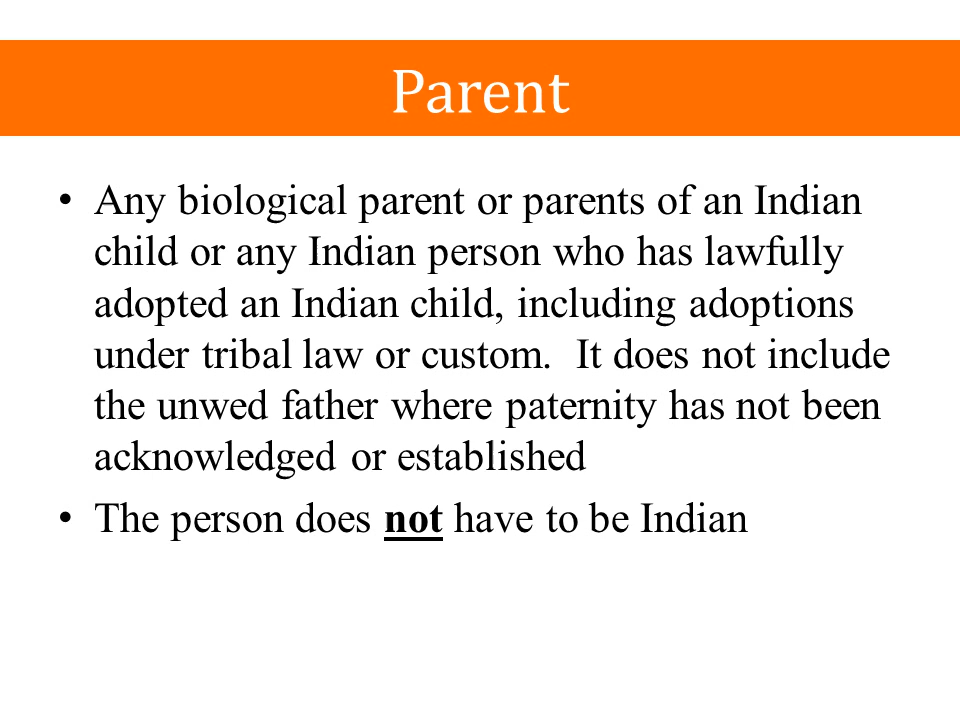 Parent
• Any biological parent or parents of an Indian
child or any Indian person who has lawfully
adopted an Indian child, including adoptions
under tribal law or custom.  It does not include
the unwed father where paternity has not been
acknowledged or established
• The person does not have to be Indian